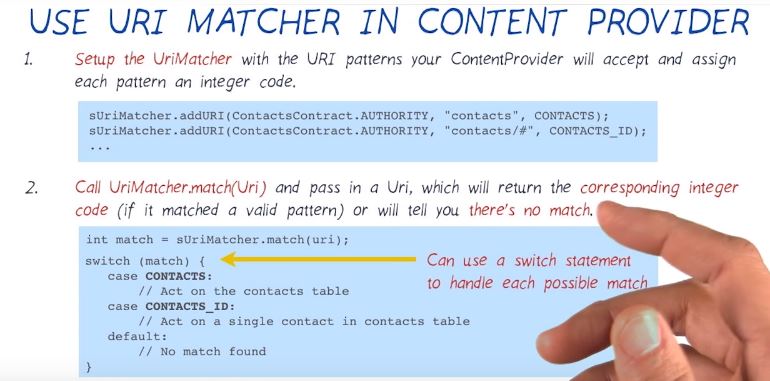 USE URI MATCHER IN CONTENT PROVIDER
1. Setup the UriMatcher with the URI patterns your ContentProvider will accept and assign
each pattern an integer code.
sUriMatcher.addURI(ContactsContract.AUTHORITY, "contacts", CONTACTS);
sUriMatcher.addURI(ContactsContract.AUTHORITY, "contacts/#", CONTACTS_ID);
...
2. Call UriMatcher.match(Uri) and pass in a Uri, which will return the corresponding integer
code (if it matched a valid pattern) or will tell you there's no match.
int match = sUriMatcher.match(uri);
switch (match) {
case CONTACTS:
// Act on the contacts table
case CONTACTS_ID:
// Act on a single contact in contacts table
default:
// No match found
}
Can use a switch statement
to handle each possible match